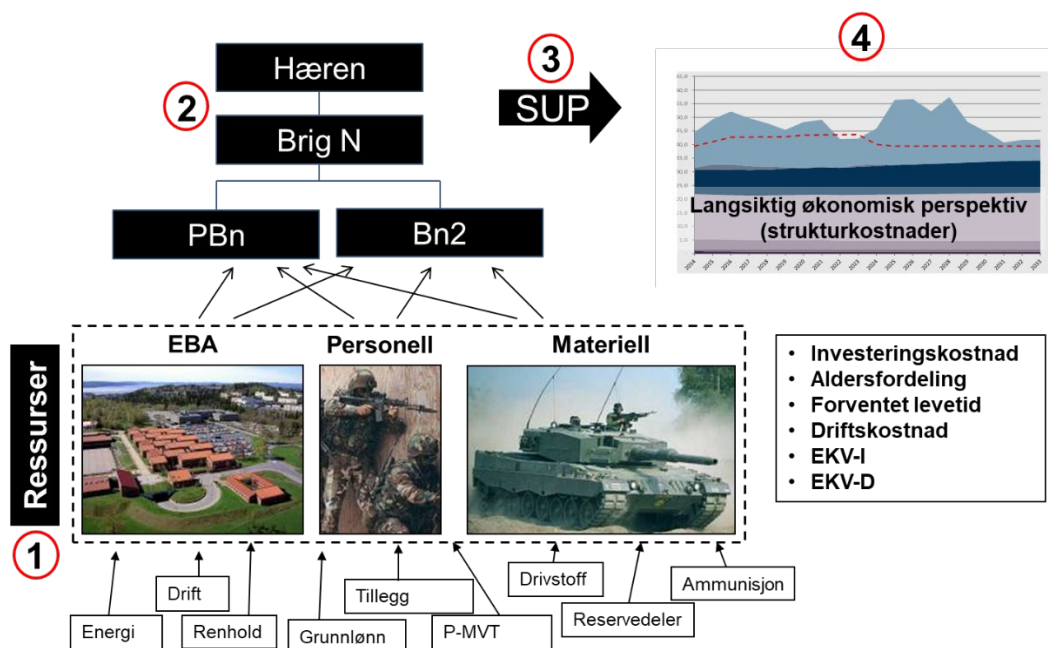 4
3
2
Hæren
SUP
Brig N
PBn
Bn2
Langsiktig økonomisk perspektiv
(strukturkostnader)
Ressurser
1
EBA
Personell
Materiell
• Investeringskostnad
• Aldersfordeling
• Forventet levetid
• Driftskostnad
• EKV-I
• EKV-D
Energi
Drift
Renhold
Grunnlønn
Tillegg
P-MVT
Drivstoff
Reservedeler
Ammunisjon